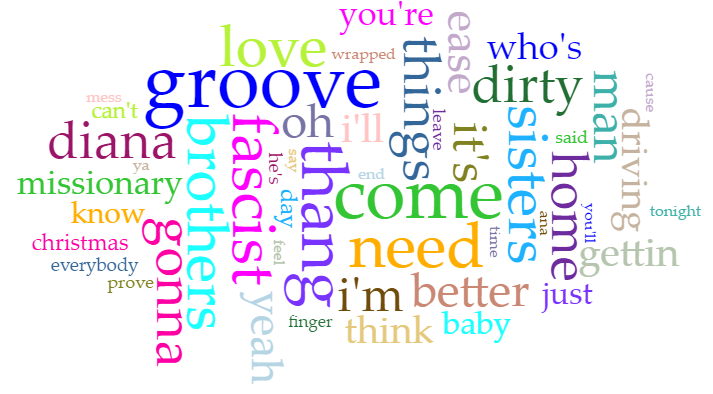 you're
ease
love
wrapped
who's
things
groove
dirty
man
cause
mess
can't
leave
oh
i'll
it's
sisters
said
driving
diana
brothers
fascist
he's
say
thang
home
ya
missionary
end
come
day
know
ana
you'll
tonight
gonna
need
time
christmas
feel
gettin
everybody
prove
yeah
i'm
better
just
finger
think
baby